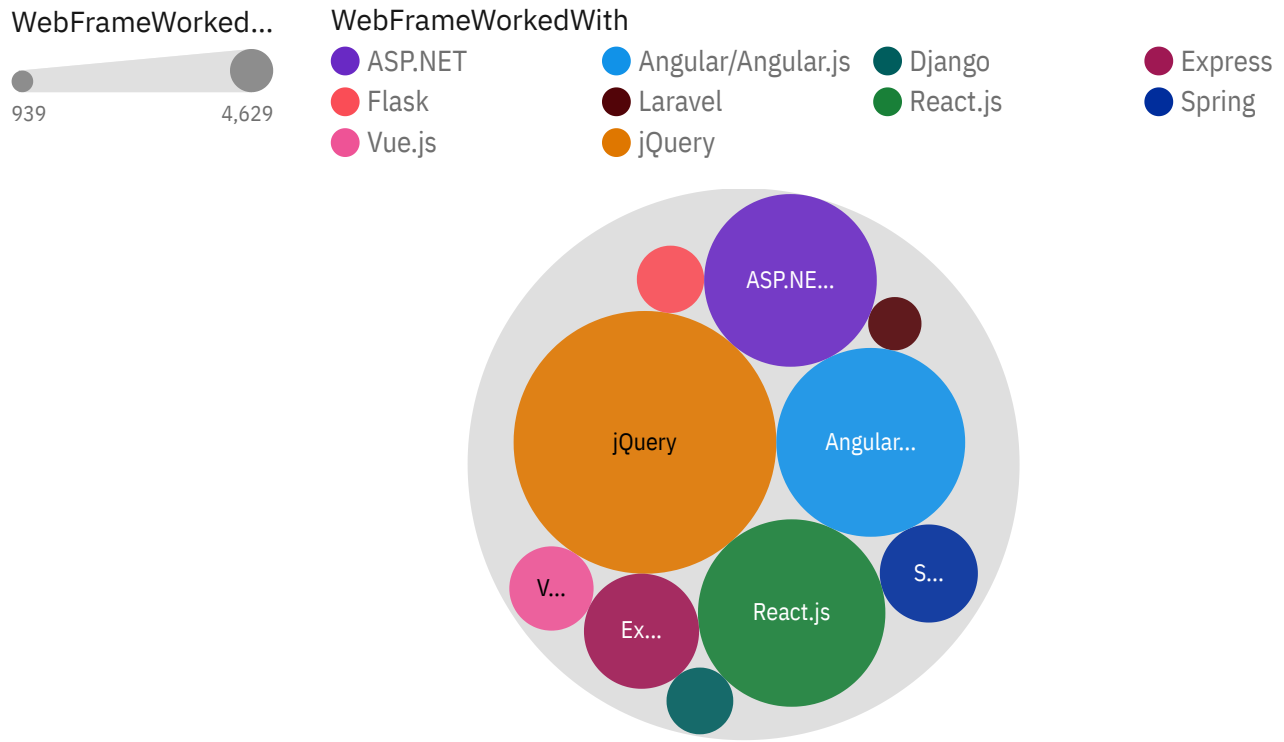 WebFrameWorked...
939 4,629
WebFrameWorkedWith
ASP.NET Angular/Angular.js Django Express
Flask Laravel React.js Spring
Vue.js jQuery
ASP.NE...
jQuery Angular...
S...
V...
React.js
Ex...